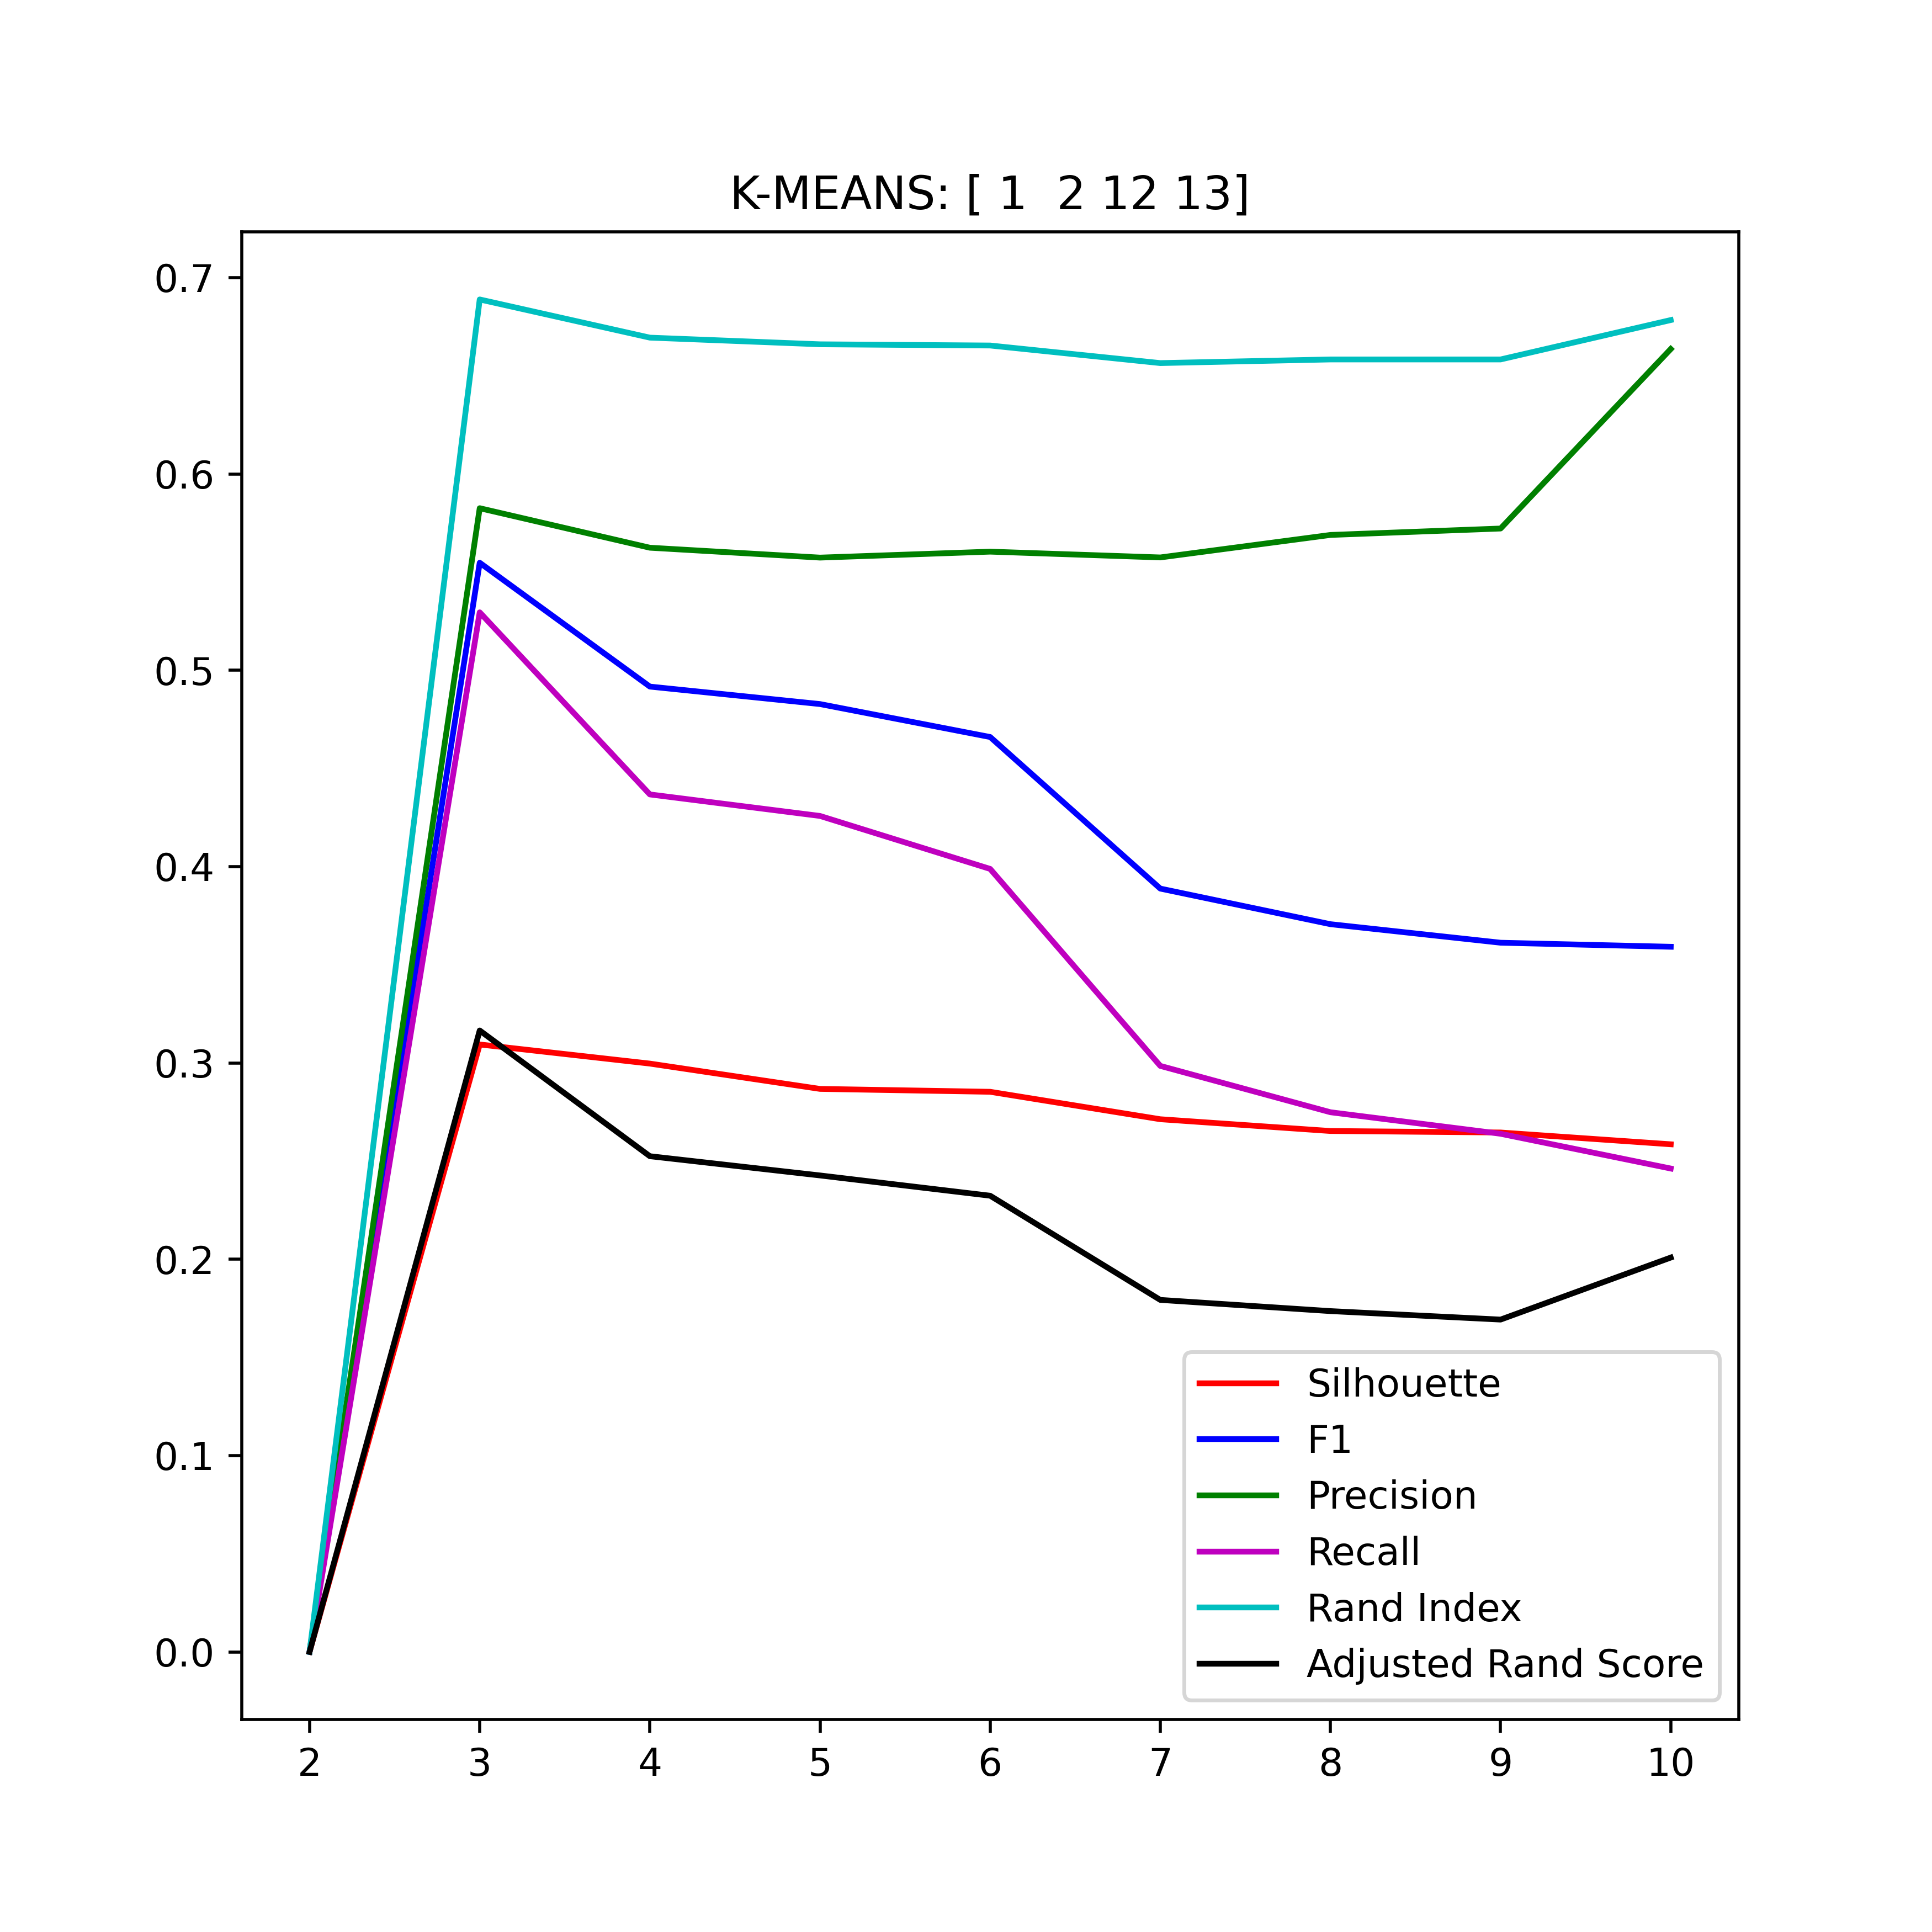 K-MEANS: [ 1  2 12 13]
0.7
0.6
0.5
0.4
0.3
0.2
0.1
0.0
Silhouette
F1
Precision
Recall
Rand Index
Adjusted Rand Score
2 3 4 5 6 7 8 9 10